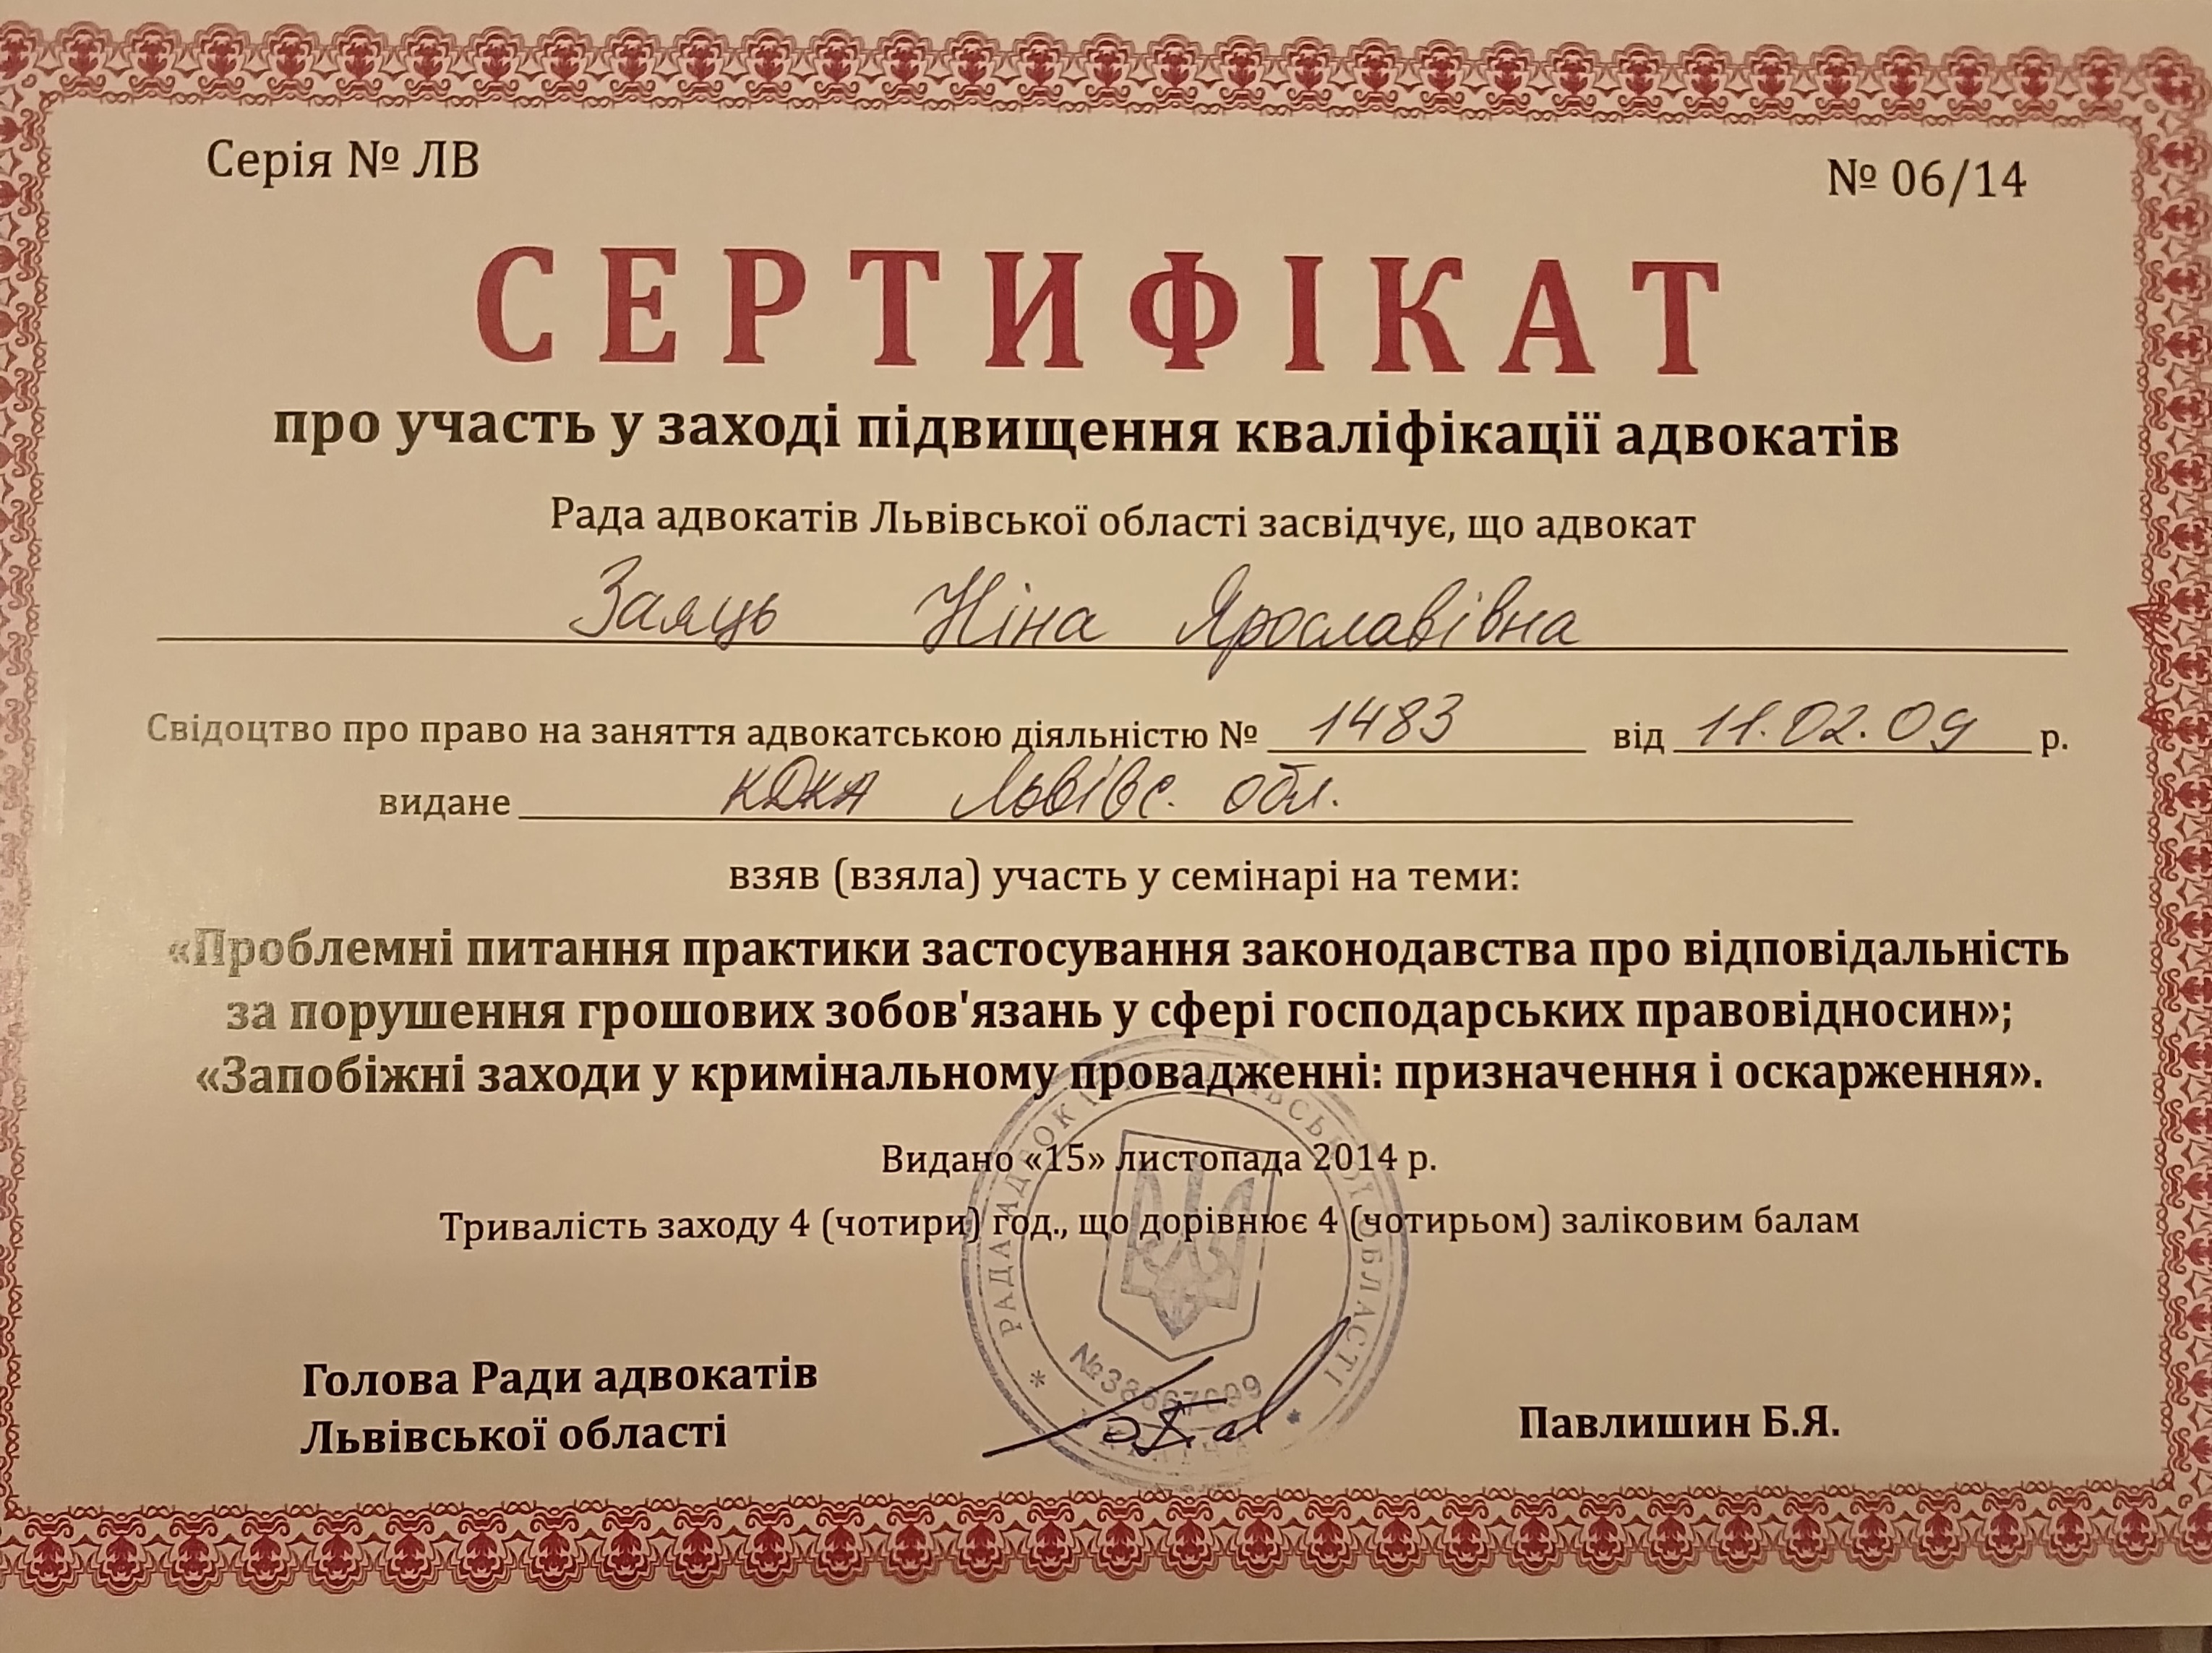 Серія № ЛВ
№ 06/14
СЕРТИФІКАТ
про участь у заході підвищення кваліфікації адвокатів
Рада адвокатів Львівської області засвідчує, що адвокат
Заяць Ніна Ярославівна
Свідоцтво про право на заняття адвокатською діяльністю № 1483 від 11.02.09 р.
видане КДКА Львівс. обл.
взяв (взяла) участь у семінарі на теми:
«Проблемні питання практики застосування законодавства про відповідальність
за порушення грошових зобов'язань у сфері господарських правовідносин»;
«Запобіжні заходи у кримінальному провадженні: призначення і оскарження».
Видано «15» листопада 2014 р.
Тривалість заходу 4 (чотири) год., що дорівнює 4 (чотирьом) заліковим балам
РАДА АДВОКАТІВ ЛЬВІВСЬКОЇ ОБЛАСТІ
Голова Ради адвокатів
Львівської області
Павлишин Б.Я.